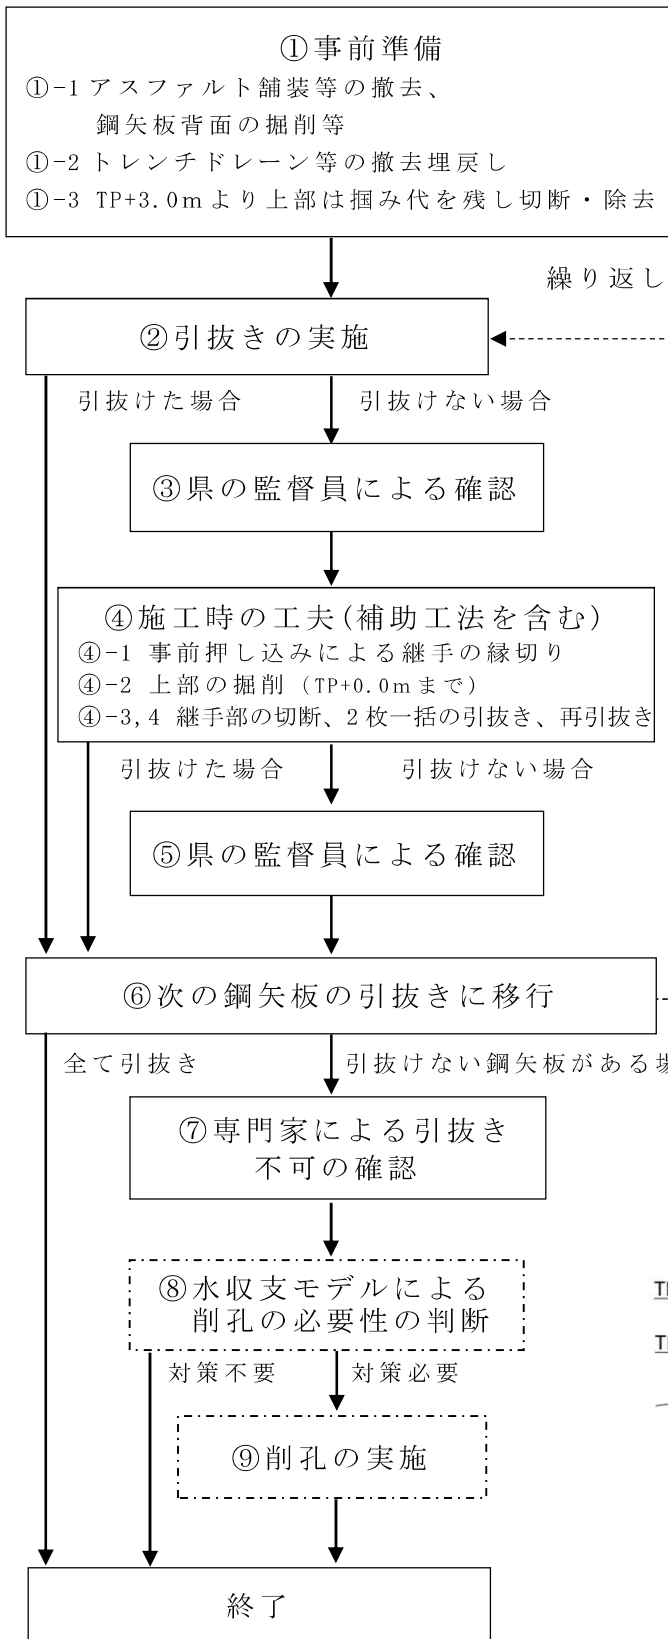 ①事前準備
①-1 アスファルト舗装等の撤去、
鋼矢板背面の掘削等
①-2 トレンチドレーン等の撤去埋戻し
①-3 TP+3.0mより上部は掴み代を残し切断・除去
繰り返し
②引抜きの実施
引抜けた場合 引抜けない場合
③県の監督員による確認
④施工時の工夫(補助工法を含む)
④-1 事前押し込みによる継手の縁切り
④-2 上部の掘削（TP+0.0mまで）
④-3,4 継手部の切断、2枚一括の引抜き、再引抜き
引抜けた場合 引抜けない場合
⑤県の監督員による確認
⑥次の鋼矢板の引抜きに移行
全て引抜き 引抜けない鋼矢板がある場
⑦専門家による引抜き
不可の確認
⑧水収支モデルによる
削孔の必要性の判断
対策不要 対策必要
⑨削孔の実施
終了